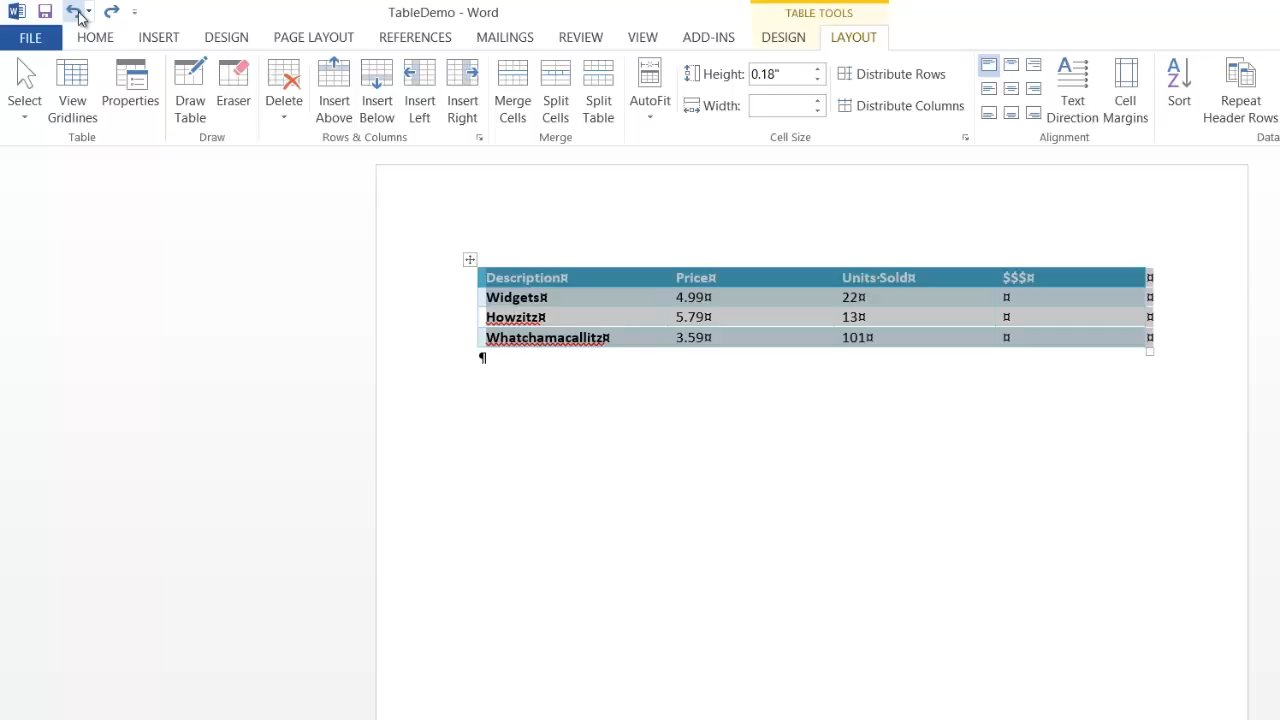 TableDemo - Word
TABLE TOOLS
FILE HOME INSERT DESIGN PAGE LAYOUT REFERENCES MAILINGS REVIEW VIEW ADD-INS DESIGN LAYOUT
Select
View
Gridlines
Properties
Table
Draw
Table
Eraser
Draw
Delete
Insert
Above
Insert
Below
Insert
Left
Insert
Right
Rows & Columns
Merge
Cells
Split
Cells
Split
Table
Merge
AutoFit
Height: 0.18"
Width:
Distribute Rows
Distribute Columns
Cell Size
Text
Direction
Cell
Margins
Alignment
Sort
Repeat
Header Rows
Data
Description¤ Price¤ Units·Sold¤ $$$¤ ¤
Widgets¤ 4.99¤ 22¤ ¤ ¤
Howzitz¤ 5.79¤ 13¤ ¤ ¤
Whatchamacallitz¤ 3.59¤ 101¤ ¤ ¤
¶